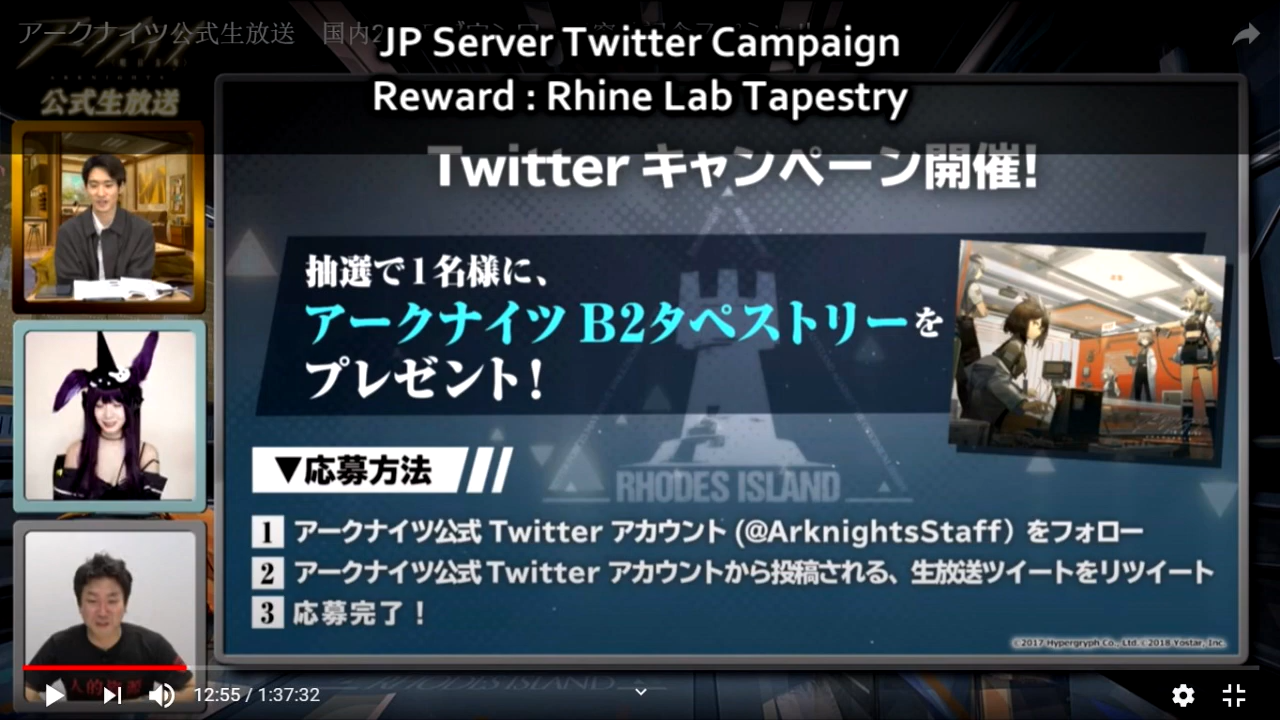 アークナイツ公式生放送 国内2
JP Server Twitter Campaign
Reward : Rhine Lab Tapestry
公式生放送
Twitter キャンペーン開催!
抽選で1名様に、
アークナイツ B2タペストリーを
プレゼント!
RHODES ISLAND
▼応募方法
1 アークナイツ公式 Twitter アカウント (@ArknightsStaff) をフォロー
2 アークナイツ公式 Twitter アカウントから投稿される、生放送ツイートをリツイート
3 応募完了!
©2017 Hypergryph Co., Ltd. ©2018 Yostar, Inc.
RHODES ISLAND
12:55 / 1:37:32